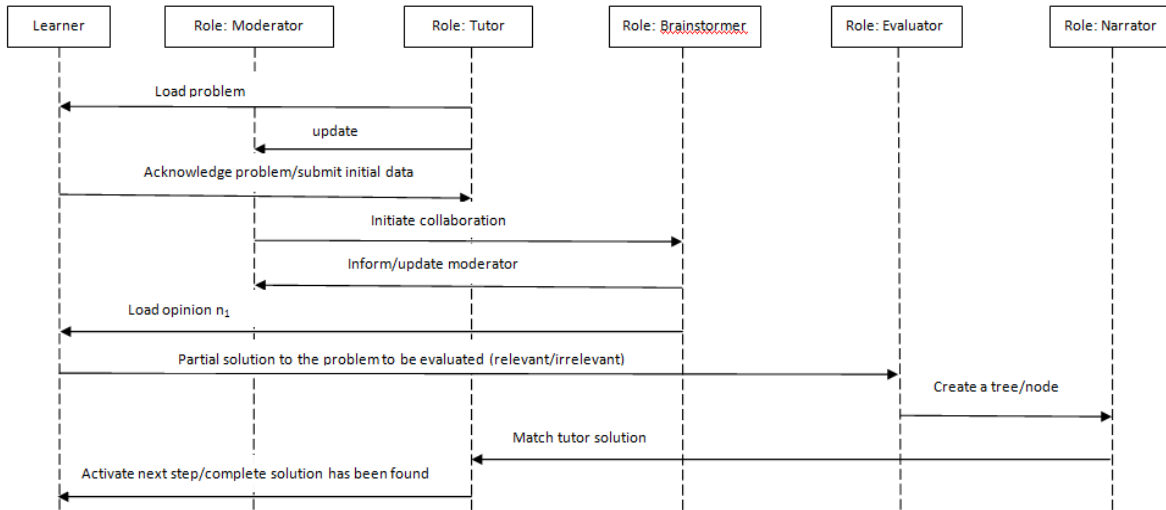 Learner
Role: Moderator
Role: Tutor
Role: Brainstormer
Role: Evaluator
Role: Narrator
Load problem
update
Acknowledge problem/submit initial data
Initiate collaboration
Inform/update moderator
Load opinion n₁
Partial solution to the problem to be evaluated (relevant/irrelevant)
Create a tree/node
Match tutor solution
Activate next step/complete solution has been found